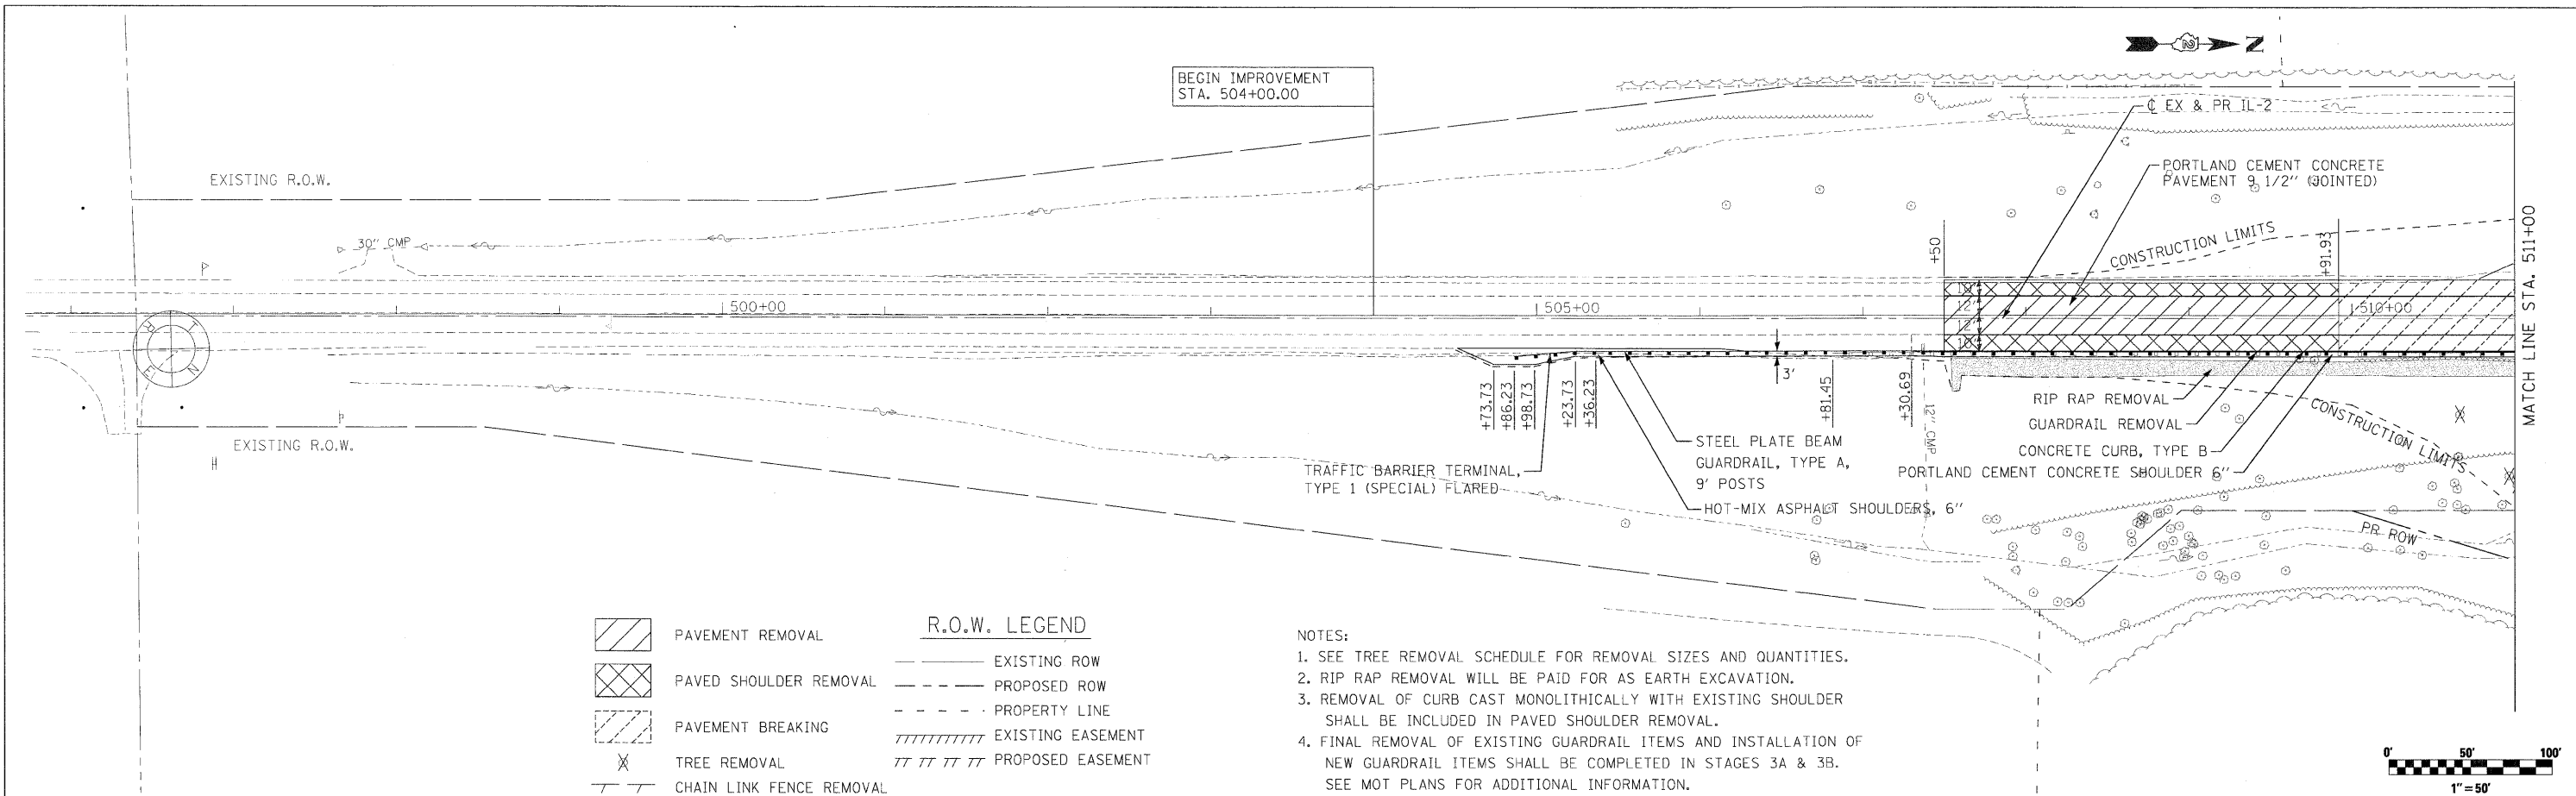 BEGIN IMPROVEMENT
STA. 504+00.00
N
℄ EX & PR IL-2
PORTLAND CEMENT CONCRETE
PAVEMENT 9 1/2" (JOINTED)
EXISTING R.O.W.
30" CMP
CONSTRUCTION LIMITS
+50
+91.93
MATCH LINE STA. 511+00
500+00
505+00
510+00
10'
12'
12'
10'
3'
+73.73
+86.23
+98.73
+23.73
+36.23
+81.45
+30.69
12" CMP
RIP RAP REMOVAL
GUARDRAIL REMOVAL
CONCRETE CURB, TYPE B
PORTLAND CEMENT CONCRETE SHOULDER 6"
CONSTRUCTION LIMITS
EXISTING R.O.W.
TRAFFIC BARRIER TERMINAL,
TYPE 1 (SPECIAL) FLARED
STEEL PLATE BEAM
GUARDRAIL, TYPE A,
9' POSTS
HOT-MIX ASPHALT SHOULDERS, 6"
PR ROW
PAVEMENT REMOVAL
PAVED SHOULDER REMOVAL
PAVEMENT BREAKING
TREE REMOVAL
CHAIN LINK FENCE REMOVAL
R.O.W. LEGEND
EXISTING ROW
PROPOSED ROW
PROPERTY LINE
EXISTING EASEMENT
PROPOSED EASEMENT
NOTES:
1. SEE TREE REMOVAL SCHEDULE FOR REMOVAL SIZES AND QUANTITIES.
2. RIP RAP REMOVAL WILL BE PAID FOR AS EARTH EXCAVATION.
3. REMOVAL OF CURB CAST MONOLITHICALLY WITH EXISTING SHOULDER
SHALL BE INCLUDED IN PAVED SHOULDER REMOVAL.
4. FINAL REMOVAL OF EXISTING GUARDRAIL ITEMS AND INSTALLATION OF
NEW GUARDRAIL ITEMS SHALL BE COMPLETED IN STAGES 3A & 3B.
SEE MOT PLANS FOR ADDITIONAL INFORMATION.
0' 50' 100'
1"=50'